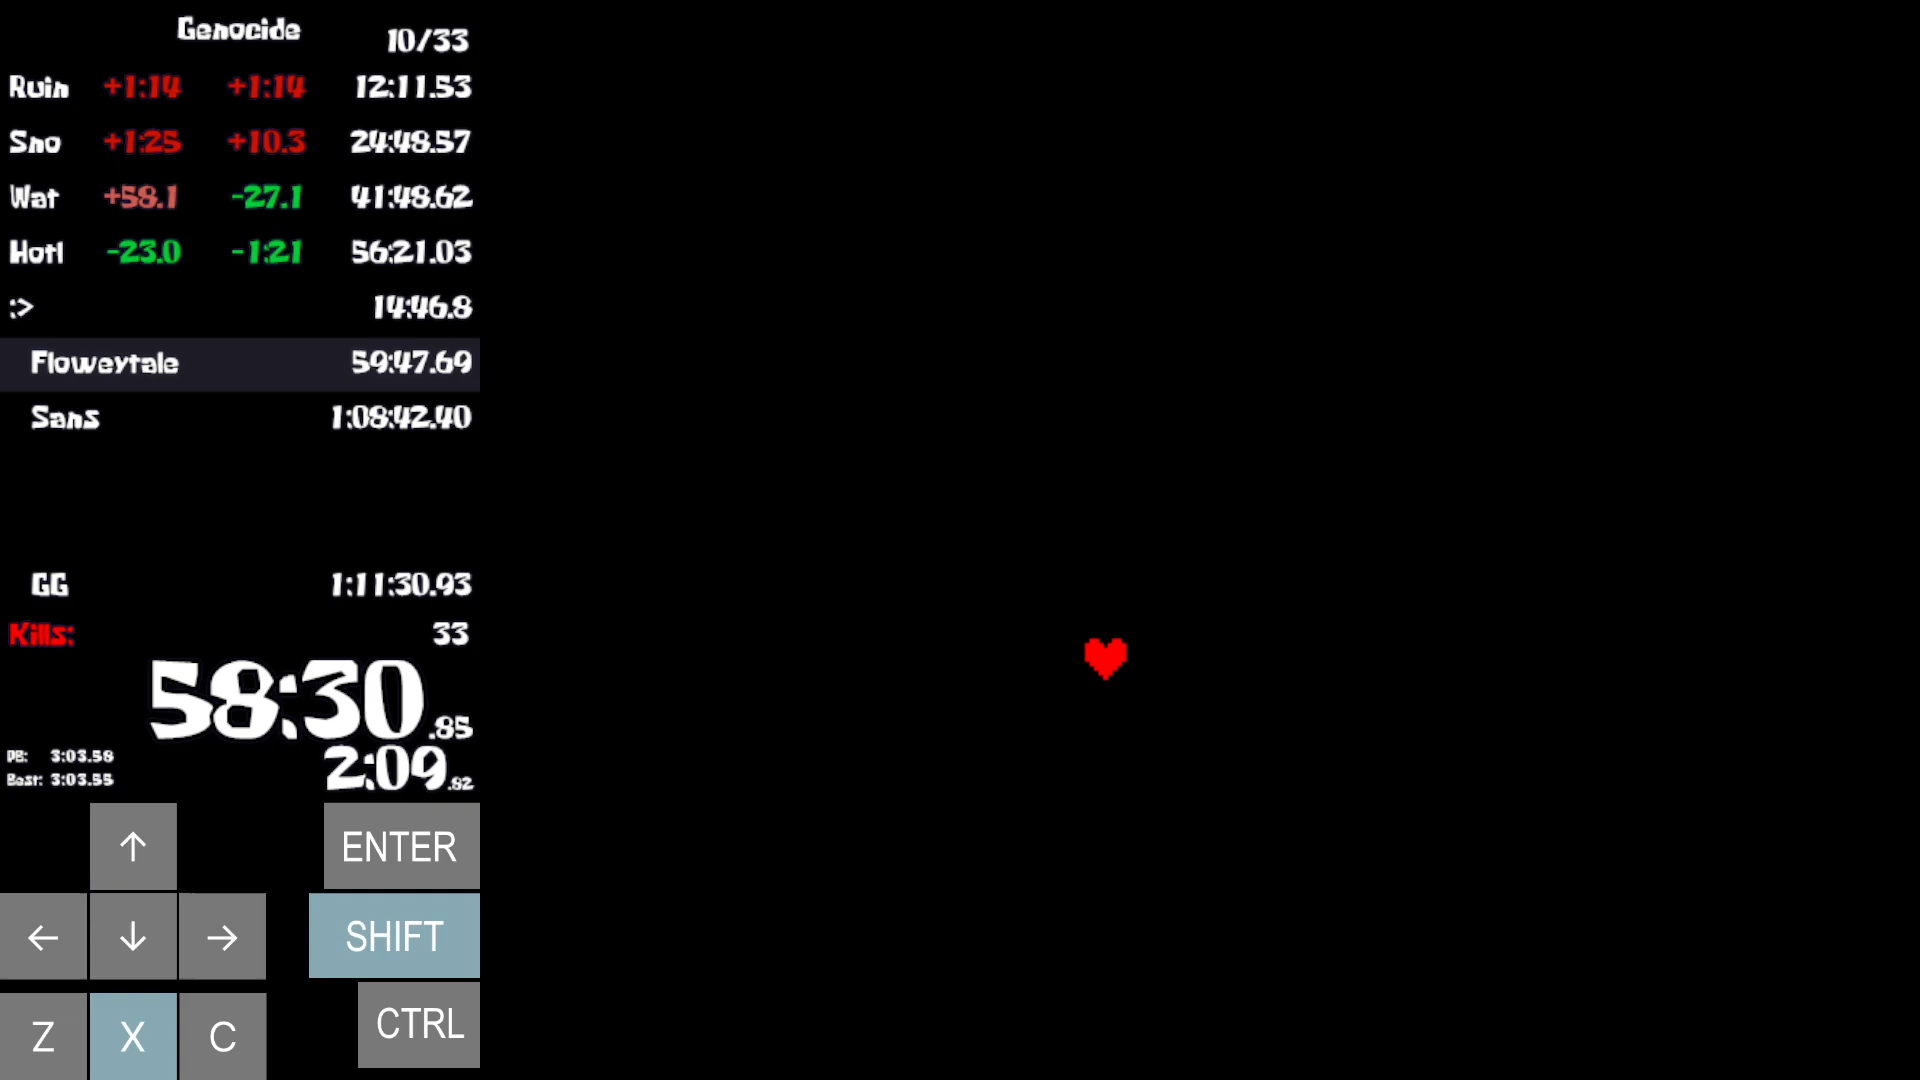 Genocide
10/33
Ruin +1:14 +1:14 12:11.53
Sno +1:25 +10.3 24:48.57
Wat +58.1 -27.1 41:48.62
Hotl -23.0 -1:21 56:21.03
:> 14:46.8
Floweytale 59:47.69
Sans 1:08:42.40
GG 1:11:30.93
Kills: 33
58:30.85
2:09.82
PB: 3:03.58
Best: 3:03.55
↑ ENTER
← ↓ → SHIFT
Z X C CTRL